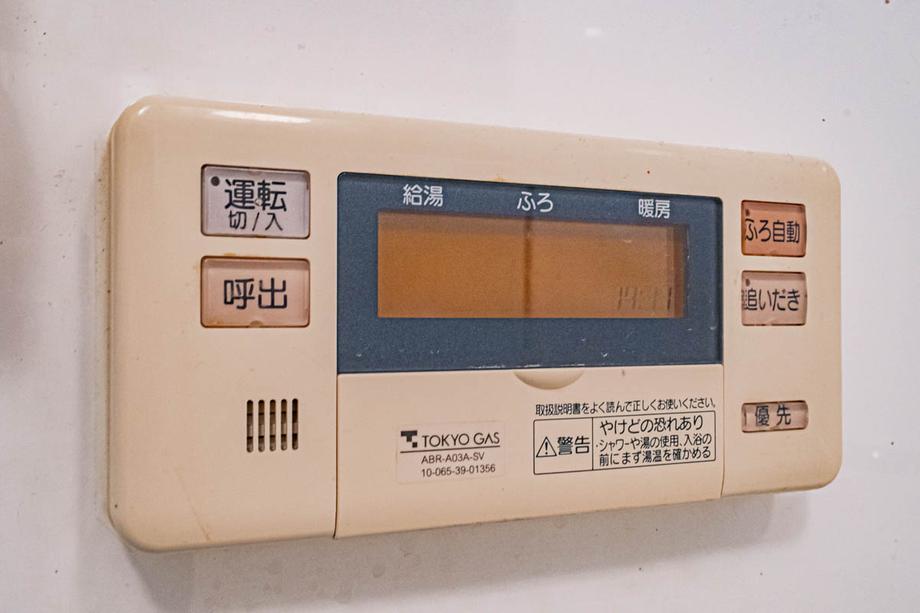 運転
切/入
呼出
給湯
ふろ
暖房
ふろ自動
追いだき
優先
TOKYO GAS
ABR-A03A-SV
10-065-39-01356
取扱説明書をよく読んで正しくお使いください。
警告
やけどの恐れあり
・シャワーや湯の使用、入浴の
前にまず湯温を確かめる